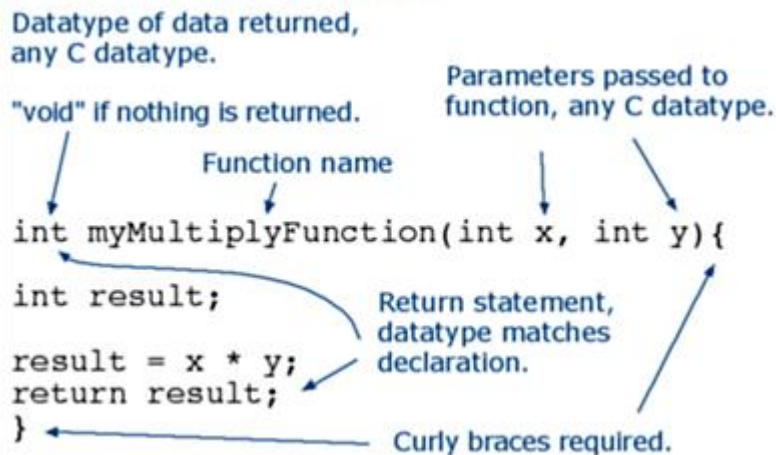 Datatype of data returned,
any C datatype.
"void" if nothing is returned.
Parameters passed to
function, any C datatype.
Function name
int myMultiplyFunction(int x, int y){
int result;
result = x * y;
return result;
}
Return statement,
datatype matches
declaration.
Curly braces required.